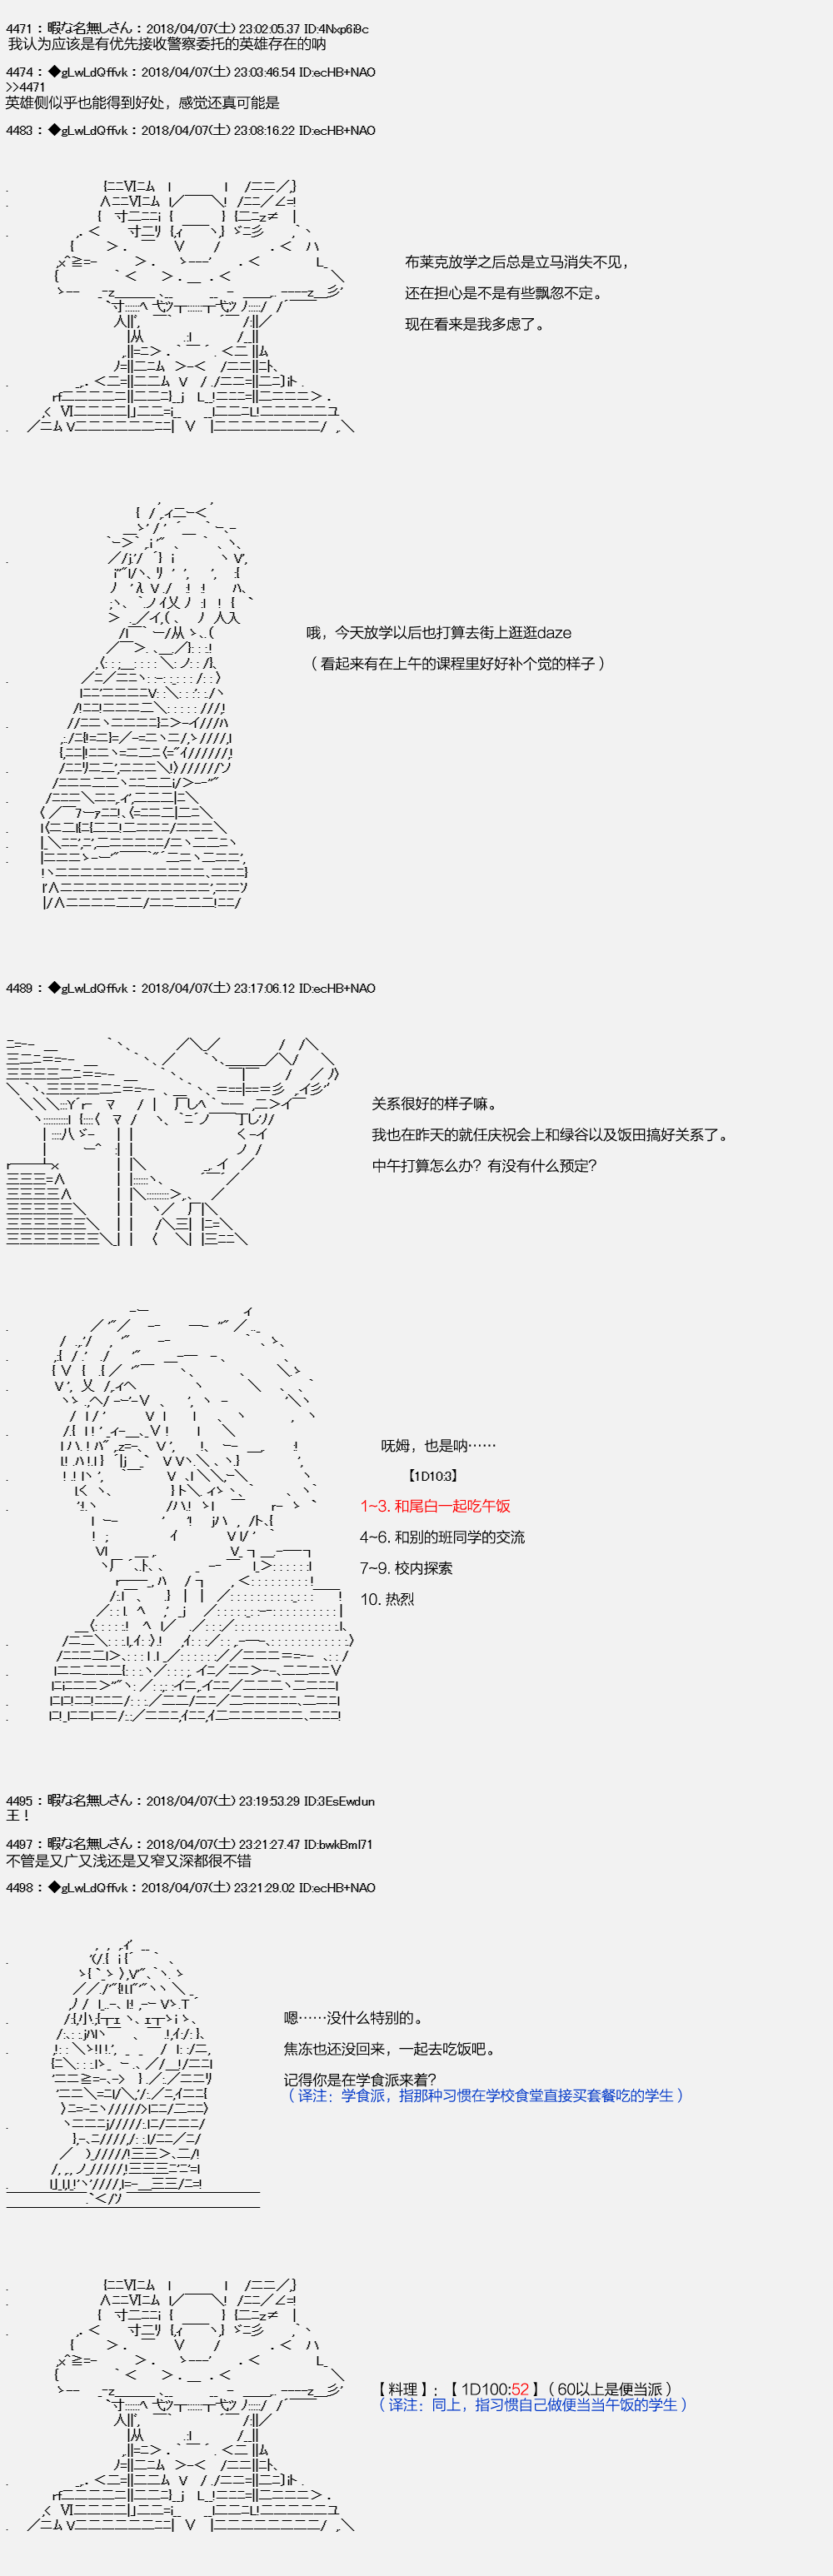 4471 : 暇な名無しさん : 2018/04/07(土) 23:02:05.37 ID:4Nxp6i9c
我认为应该是有优先接收警察委托的英雄存在的呐
4474 : ◆gLwLdQffvk : 2018/04/07(土) 23:03:46.54 ID:ecHB+NAO
>>4471
英雄侧似乎也能得到好处，感觉还真可能是
4483 : ◆gLwLdQffvk : 2018/04/07(土) 23:08:16.22 ID:ecHB+NAO
布莱克放学之后总是立马消失不见，
还在担心是不是有些飘忽不定。
现在看来是我多虑了。
哦，今天放学以后也打算去街上逛逛daze
（看起来有在上午的课程里好好补个觉的样子）
4489 : ◆gLwLdQffvk : 2018/04/07(土) 23:17:06.12 ID:ecHB+NAO
关系很好的样子嘛。
我也在昨天的就任庆祝会上和绿谷以及饭田搞好关系了。
中午打算怎么办？有没有什么预定？
呒姆，也是呐……
【1D10:3】
1~3. 和尾白一起吃午饭
4~6. 和别的班同学的交流
7~9. 校内探索
10. 热烈
4495 : 暇な名無しさん : 2018/04/07(土) 23:19:53.29 ID:3EsEwdun
王！
4497 : 暇な名無しさん : 2018/04/07(土) 23:21:27.47 ID:bwkBml71
不管是又广又浅还是又窄又深都很不错
4498 : ◆gLwLdQffvk : 2018/04/07(土) 23:21:29.02 ID:ecHB+NAO
嗯……没什么特别的。
焦冻也还没回来，一起去吃饭吧。
记得你是在学食派来着？
（译注：学食派，指那种习惯在学校食堂直接买套餐吃的学生）
【料理】：【1D100:52】（60以上是便当派）
（译注：同上，指习惯自己做便当当午饭的学生）